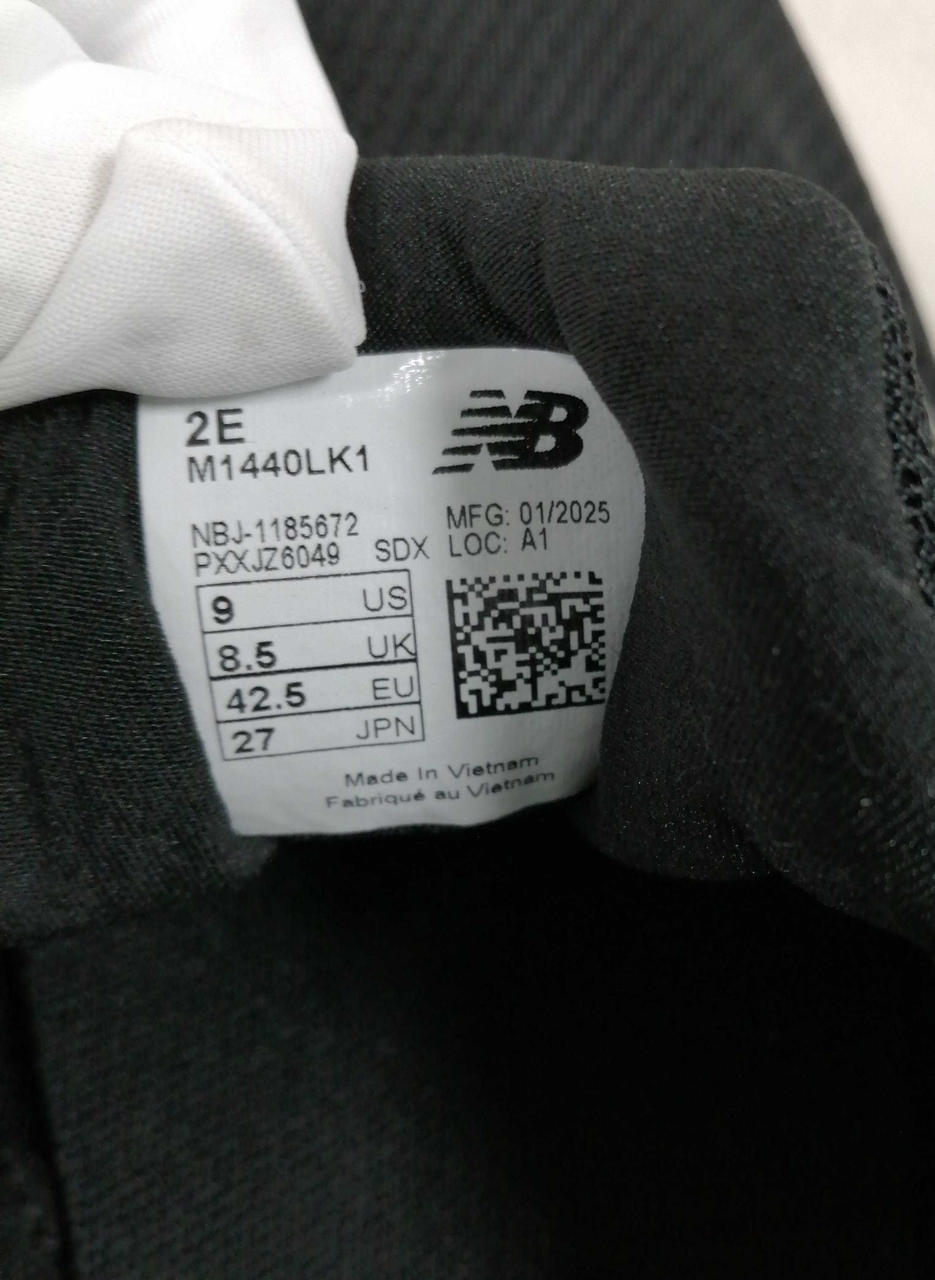 2E
M1440LK1
NB
NBJ-1185672
PXXJZ6049 SDX
MFG: 01/2025
LOC: A1
9 US
8.5 UK
42.5 EU
27 JPN
Made In Vietnam
Fabriqué au Vietnam